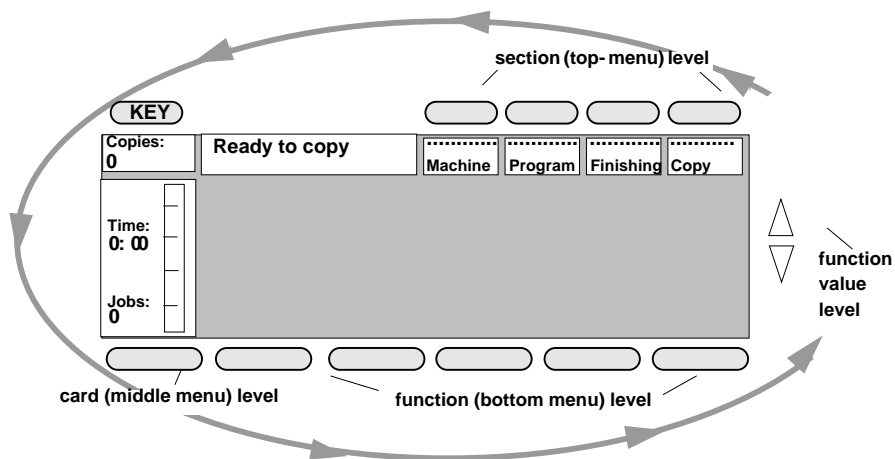 section (top- menu) level
KEY
Copies:
0
Ready to copy
Machine
Program
Finishing
Copy
Time:
0: 00
Jobs:
0
function
value
level
card (middle menu) level
function (bottom menu) level